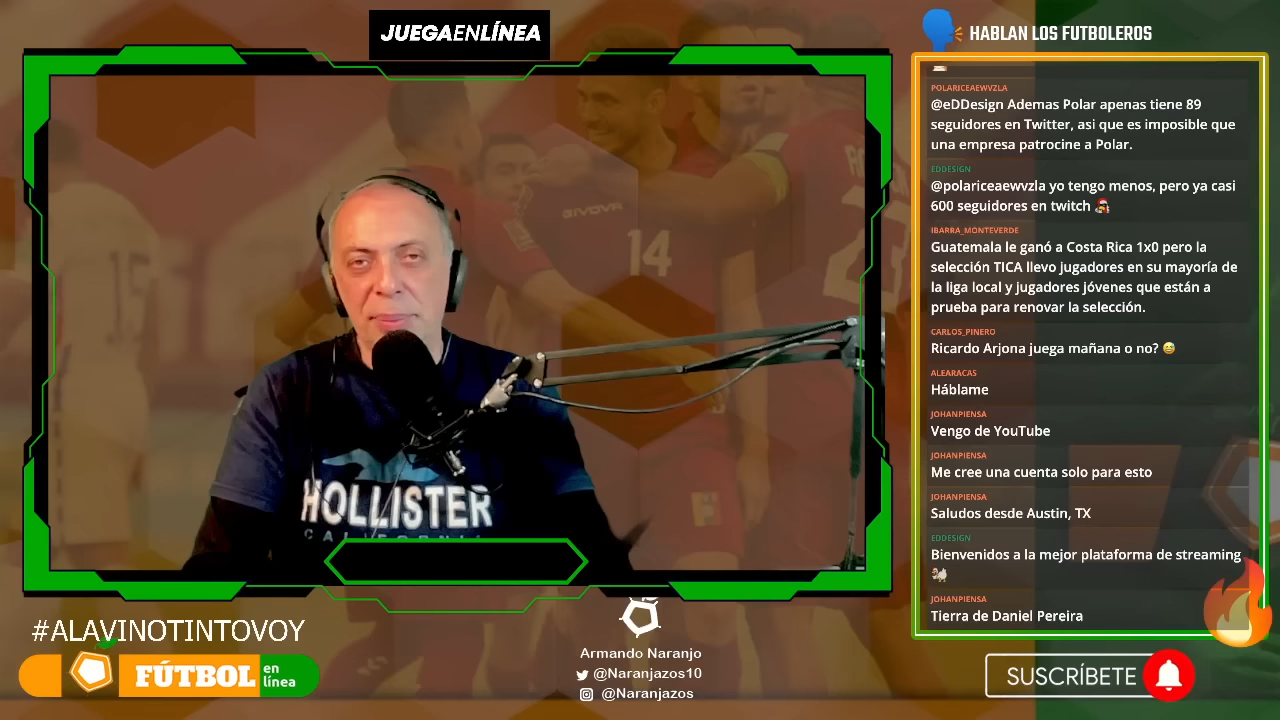 JUEGAENLÍNEA
HABLAN LOS FUTBOLEROS
POLARICEAEWVZLA
@eDDesign Ademas Polar apenas tiene 89
seguidores en Twitter, asi que es imposible que
una empresa patrocine a Polar.
EDDESIGN
@polariceaewvzla yo tengo menos, pero ya casi
600 seguidores en twitch
IBARRA_MONTEVERDE
Guatemala le ganó a Costa Rica 1x0 pero la
selección TICA llevo jugadores en su mayoría de
la liga local y jugadores jóvenes que están a
prueba para renovar la selección.
CARLOS_PINERO
Ricardo Arjona juega mañana o no? 😅
ALEARACAS
Háblame
JOHANPIENSA
Vengo de YouTube
JOHANPIENSA
Me cree una cuenta solo para esto
JOHANPIENSA
Saludos desde Austin, TX
EDDESIGN
Bienvenidos a la mejor plataforma de streaming
JOHANPIENSA
Tierra de Daniel Pereira
15
GIVOVA
14
23
HOLLISTER
CALIFORNIA
#ALAVINOTINTOVOY
FÚTBOL en
línea
Armando Naranjo
@Naranjazos10
@Naranjazos
SUSCRÍBETE